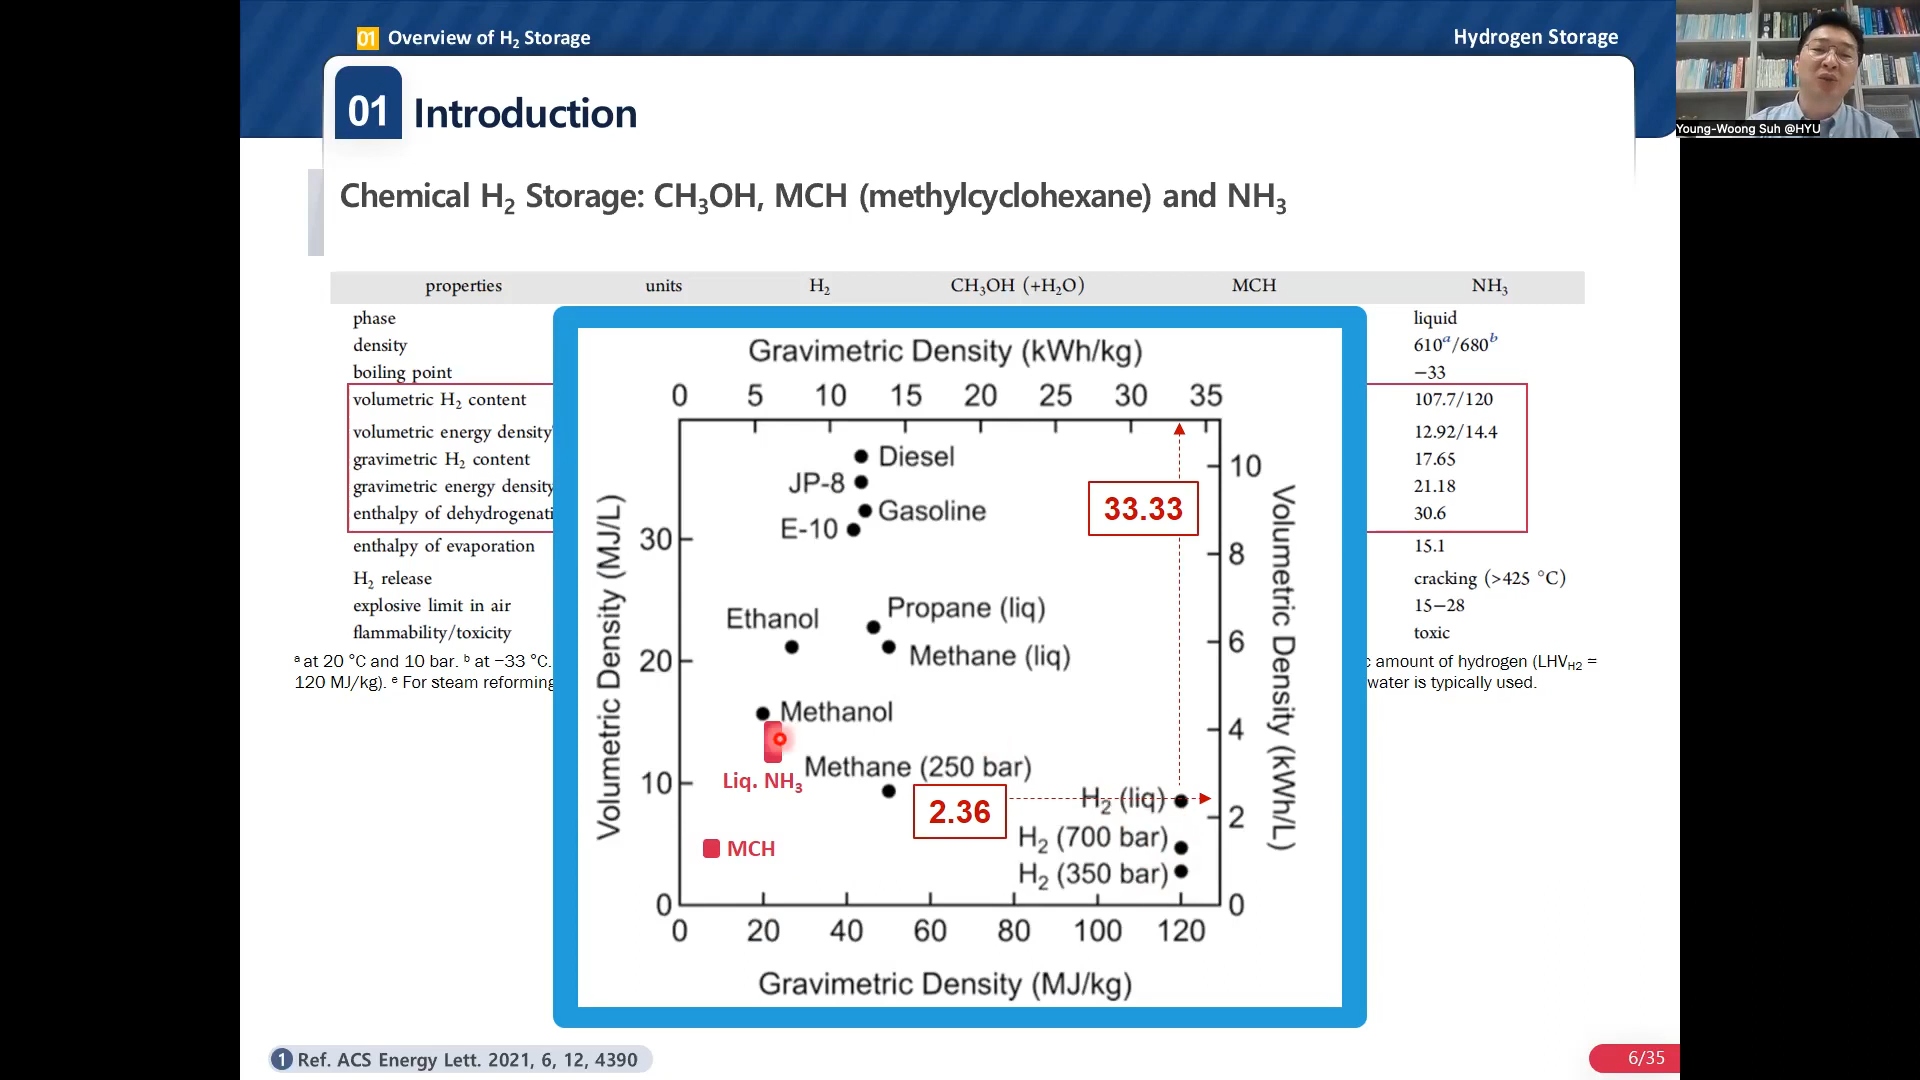 01 Overview of H₂ Storage
Hydrogen Storage
Young-Woong Suh @HYU
01 Introduction
Chemical H₂ Storage: CH₃OH, MCH (methylcyclohexane) and NH₃
properties units H₂ CH₃OH (+H₂O) MCH NH₃
phase liquid
density 610ᵃ/680ᵇ
boiling point −33
volumetric H₂ content 107.7/120
volumetric energy density 12.92/14.4
gravimetric H₂ content 17.65
gravimetric energy density 21.18
enthalpy of dehydrogenati 30.6
enthalpy of evaporation 15.1
H₂ release cracking (>425 °C)
explosive limit in air 15−28
flammability/toxicity toxic
ᵃ at 20 °C and 10 bar. ᵇ at −33 °C. amount of hydrogen (LHV_H2 =
120 MJ/kg). ᵉ For steam reforming water is typically used.
Gravimetric Density (kWh/kg)
0 5 10 15 20 25 30 35
Volumetric Density (MJ/L)
30
20
10
0
Diesel
JP-8
Gasoline
E-10
33.33
Ethanol
Propane (liq)
Methane (liq)
Methanol
Liq. NH₃
Methane (250 bar)
2.36
H₂ (liq)
MCH
H₂ (700 bar)
H₂ (350 bar)
10
8
6
4
2
0
Volumetric Density (kWh/L)
0 20 40 60 80 100 120
Gravimetric Density (MJ/kg)
1 Ref. ACS Energy Lett. 2021, 6, 12, 4390
6/35